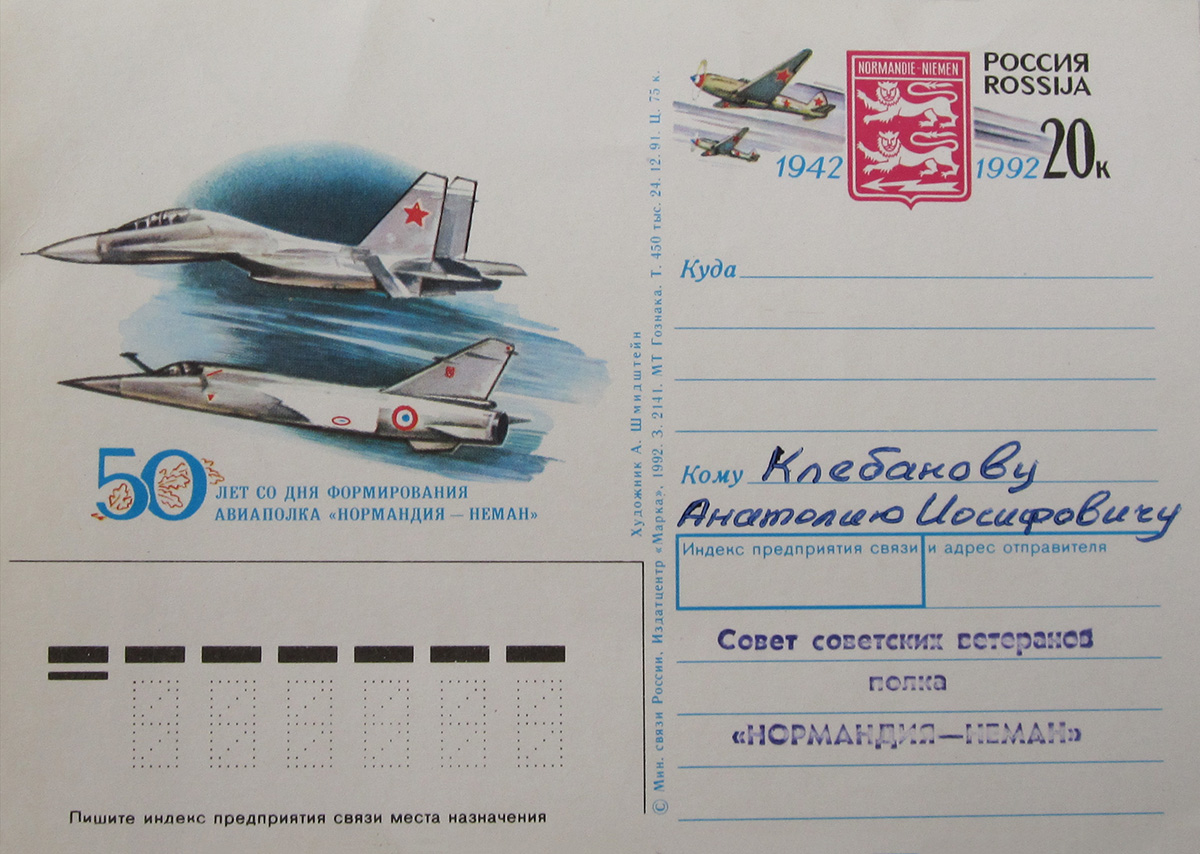 NORMANDIE-NIEMEN
РОССИЯ
ROSSIJA
1942
1992
20к
50
ЛЕТ СО ДНЯ ФОРМИРОВАНИЯ
АВИАПОЛКА «НОРМАНДИЯ — НЕМАН»
Пишите индекс предприятия связи места назначения
© Мин. связи России, Издатцентр «Марка», 1992. З. 2141. МТ Гознака. Т. 450 тыс. 24. 12. 91. Ц. 75 к.
Художник А. Шмидштейн
Куда
Кому Клебанову
Анатолию Иосифовичу
Индекс предприятия связи и адрес отправителя
Совет советских ветеранов
полка
«НОРМАНДИЯ—НЕМАН»